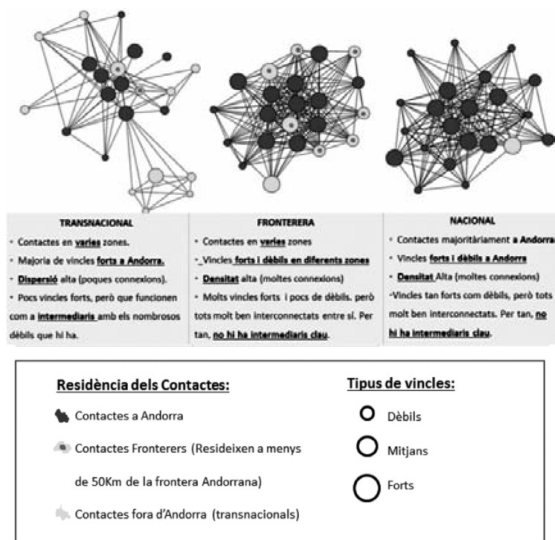 TRANSNACIONAL
• Contactes en varies zones.
• Majoria de vincles forts a Andorra.
• Dispersió alta (poques connexions).
• Pocs vincles forts, però que funcionen
com a intermediaris amb els nombrosos
dèbils que hi ha.
FRONTERERA
• Contactes en varies zones
• Vincles forts i dèbils en diferents zones
• Densitat alta (moltes connexions)
• Molts vincles forts i pocs de dèbils, però
tots molt ben interconnectats entre sí. Per
tan, no hi ha intermediaris clau.
NACIONAL
• Contactes majoritàriament a Andorra
• Vincles forts i dèbils a Andorra
• Densitat Alta (moltes connexions)
•Vincles tan forts com dèbils, però tots
molt ben interconnectats. Per tan, no
hi ha intermediaris clau.
Residència dels Contactes:
Contactes a Andorra
Contactes Fronterers (Resideixen a menys
de 50Km de la frontera Andorrana)
Contactes fora d'Andorra (transnacionals)
Tipus de vincles:
Dèbils
Mitjans
Forts